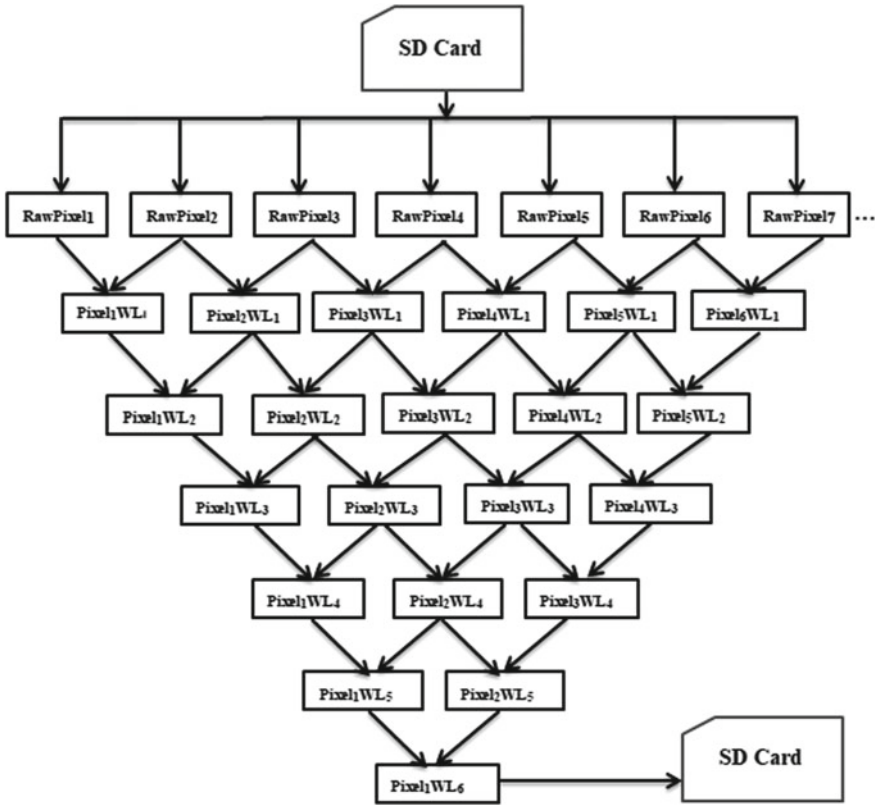 SD Card
RawPixel1 RawPixel2 RawPixel3 RawPixel4 RawPixel5 RawPixel6 RawPixel7 ...
Pixel1WL1 Pixel2WL1 Pixel3WL1 Pixel4WL1 Pixel5WL1 Pixel6WL1
Pixel1WL2 Pixel2WL2 Pixel3WL2 Pixel4WL2 Pixel5WL2
Pixel1WL3 Pixel2WL3 Pixel3WL3 Pixel4WL3
Pixel1WL4 Pixel2WL4 Pixel3WL4
Pixel1WL5 Pixel2WL5
Pixel1WL6
SD Card